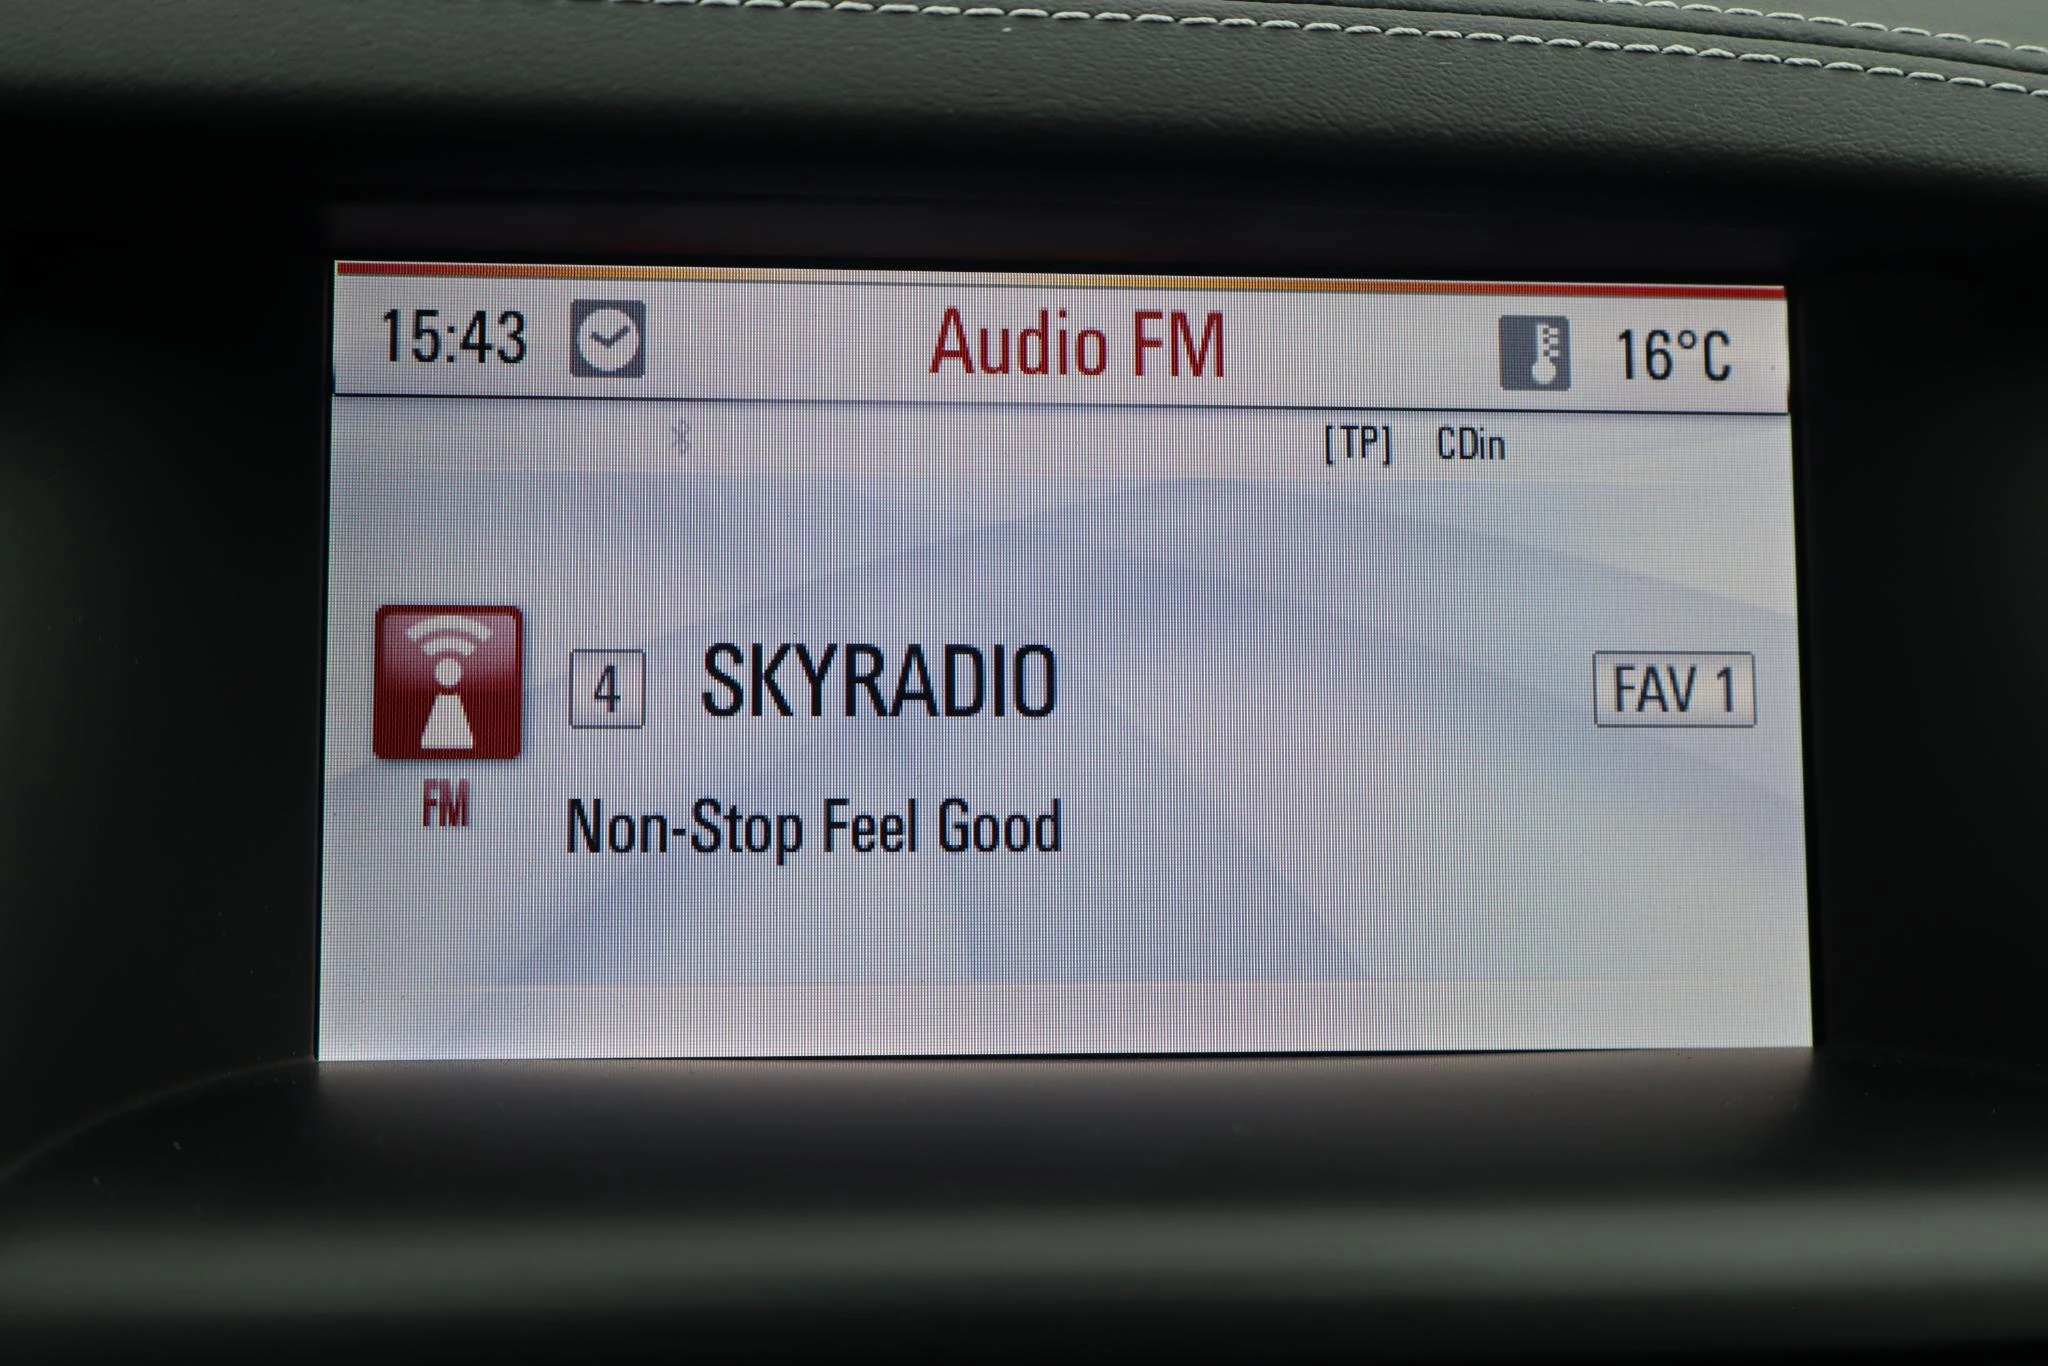 15:43 Audio FM 16°C
[TP] CDin
4 SKYRADIO FAV 1
FM
Non-Stop Feel Good